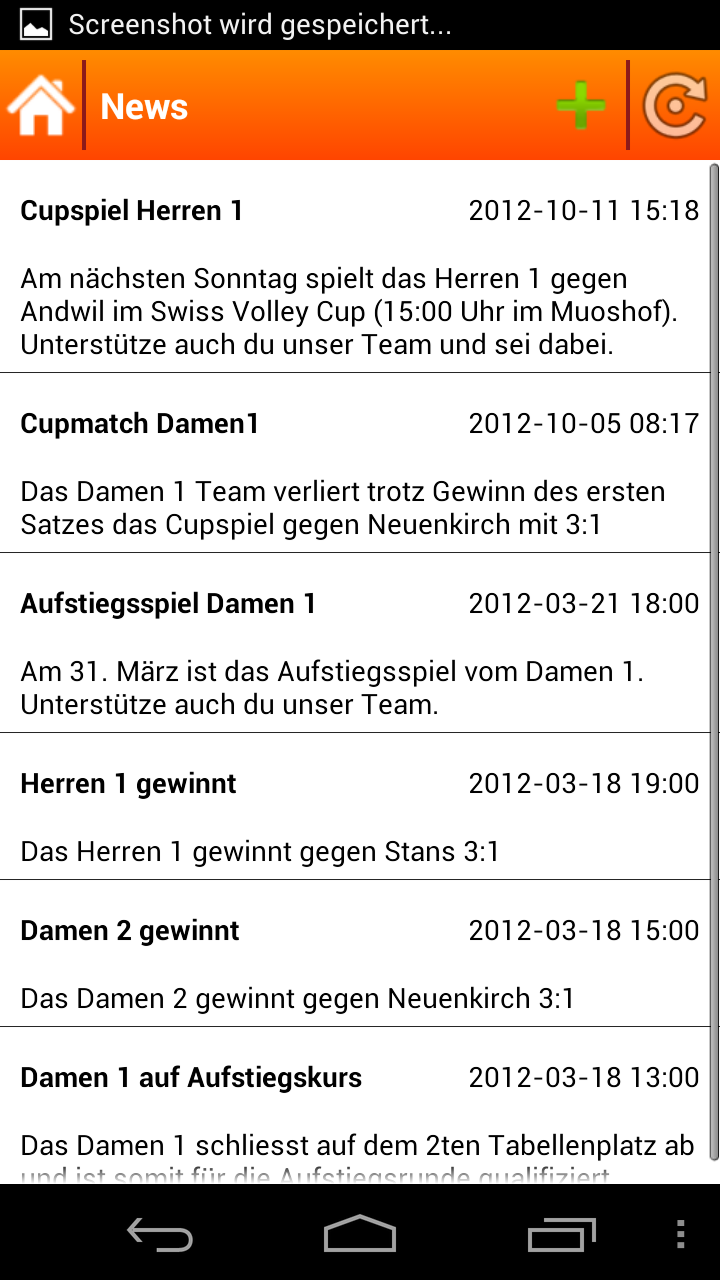 Screenshot wird gespeichert...
News
Cupspiel Herren 1 2012-10-11 15:18
Am nächsten Sonntag spielt das Herren 1 gegen
Andwil im Swiss Volley Cup (15:00 Uhr im Muoshof).
Unterstütze auch du unser Team und sei dabei.
Cupmatch Damen1 2012-10-05 08:17
Das Damen 1 Team verliert trotz Gewinn des ersten
Satzes das Cupspiel gegen Neuenkirch mit 3:1
Aufstiegsspiel Damen 1 2012-03-21 18:00
Am 31. März ist das Aufstiegsspiel vom Damen 1.
Unterstütze auch du unser Team.
Herren 1 gewinnt 2012-03-18 19:00
Das Herren 1 gewinnt gegen Stans 3:1
Damen 2 gewinnt 2012-03-18 15:00
Das Damen 2 gewinnt gegen Neuenkirch 3:1
Damen 1 auf Aufstiegskurs 2012-03-18 13:00
Das Damen 1 schliesst auf dem 2ten Tabellenplatz ab
und ist somit für die Aufstiegsrunde qualifiziert